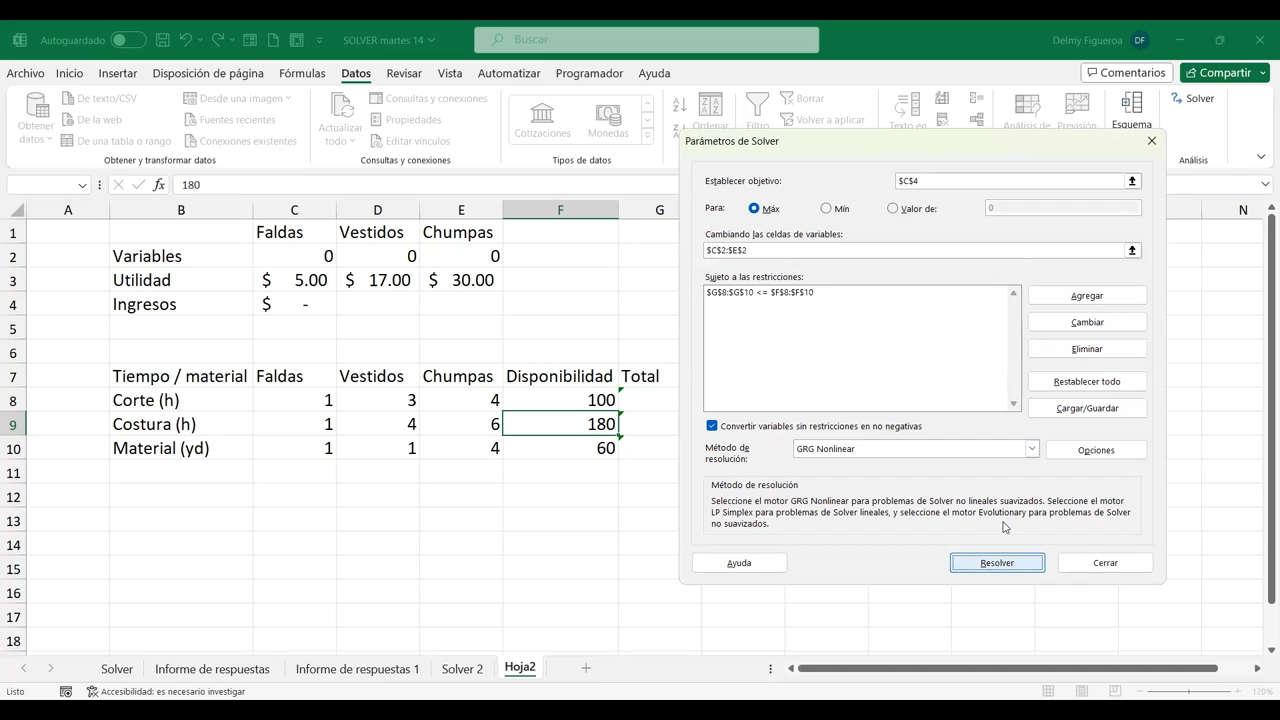 Autoguardado
SOLVER martes 14
Buscar
Delmy Figueroa
DF
Archivo Inicio Insertar Disposición de página Fórmulas Datos Revisar Vista Automatizar Programador Ayuda
Comentarios
Compartir
Obtener datos
De texto/CSV
De la web
De una tabla o rango
Desde una imagen
Fuentes recientes
Conexiones existentes
Obtener y transformar datos
Actualizar todo
Consultas y conexiones
Propiedades
Editar vínculos
Consultas y conexiones
Cotizaciones
Monedas
Tipos de datos
Ordenar
Filtro
Borrar
Volver a aplicar
Texto en
Análisis de
Previsión
Esquema
Solver
Análisis
fx 180
A B C D E F G N
1 Faldas Vestidos Chumpas
2 Variables 0 0 0
3 Utilidad $ 5.00 $ 17.00 $ 30.00
4 Ingresos $ -
5
6
7 Tiempo / material Faldas Vestidos Chumpas Disponibilidad Total
8 Corte (h) 1 3 4 100
9 Costura (h) 1 4 6 180
10 Material (yd) 1 1 4 60
11
12
13
14
15
16
17
18
Parámetros de Solver
Establecer objetivo: $C$4
Para: Máx Mín Valor de: 0
Cambiando las celdas de variables:
$C$2:$E$2
Sujeto a las restricciones:
$G$8:$G$10 <= $F$8:$F$10
Agregar
Cambiar
Eliminar
Restablecer todo
Cargar/Guardar
Convertir variables sin restricciones en no negativas
Método de resolución:
GRG Nonlinear
Opciones
Método de resolución
Seleccione el motor GRG Nonlinear para problemas de Solver no lineales suavizados. Seleccione el motor
LP Simplex para problemas de Solver lineales, y seleccione el motor Evolutionary para problemas de Solver
no suavizados.
Ayuda
Resolver
Cerrar
Solver Informe de respuestas Informe de respuestas 1 Solver 2 Hoja2
Listo
Accesibilidad: es necesario investigar
120%